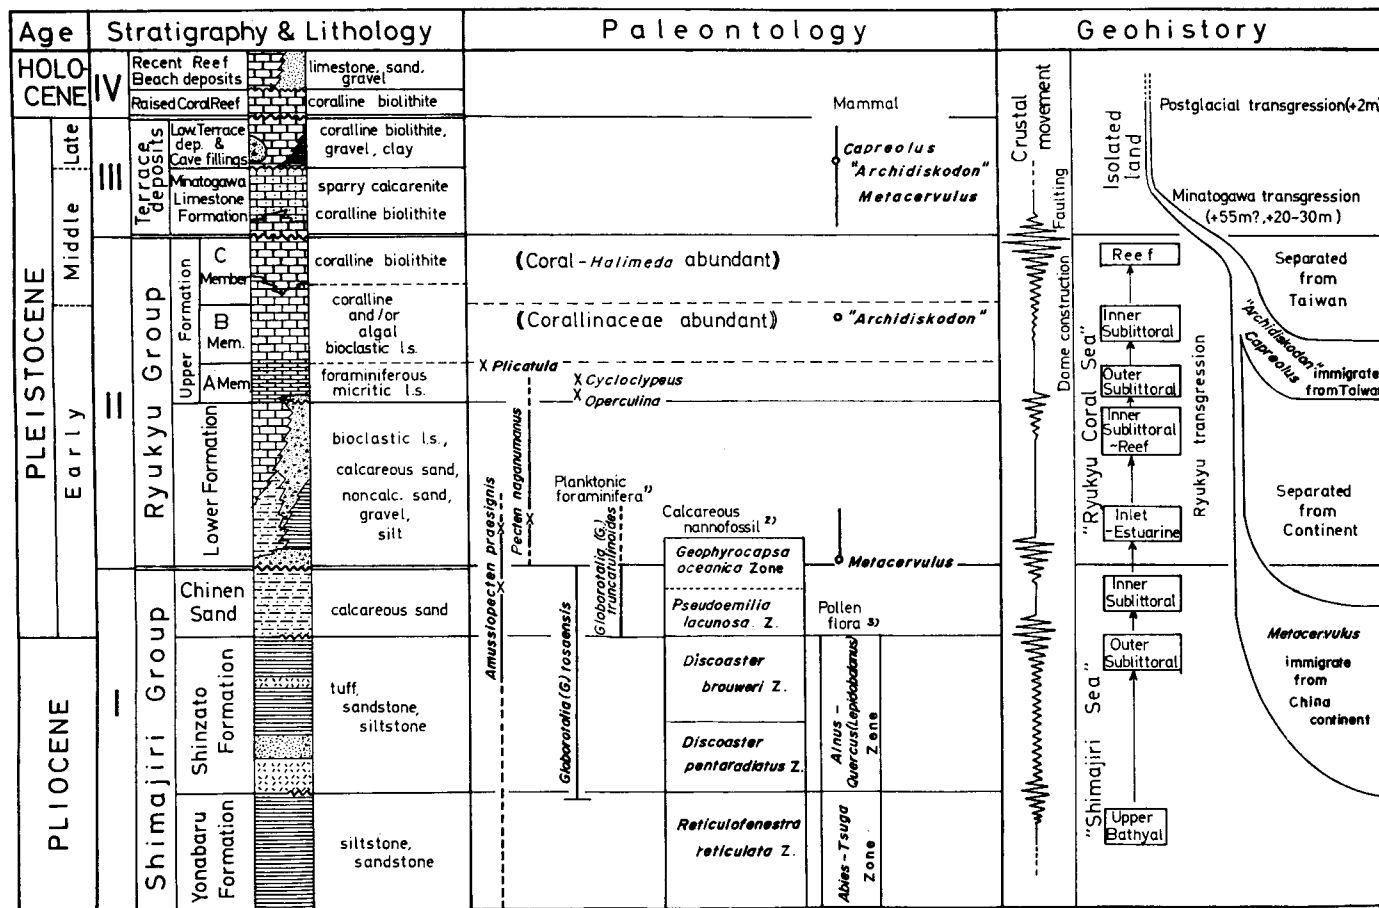 Age
Stratigraphy & Lithology
Paleontology
Geohistory
HOLO-
CENE
PLEISTOCENE
PLIOCENE
Late
Middle
Early
IV
III
II
I
Recent Reef
Beach deposits
Raised Coral Reef
Terrace
deposits
Low. Terrace
dep. &
Cave fillings
Minatogawa
Limestone
Formation
Ryukyu Group
Upper Formation
C
Member
B
Mem.
A Mem.
Lower Formation
Shimajiri Group
Chinen
Sand
Shinzato
Formation
Yonabaru
Formation
limestone, sand,
gravel
coralline biolithite
coralline biolithite,
gravel, clay
sparry calcarenite
coralline biolithite
coralline biolithite
coralline
and/or
algal
bioclastic l.s.
foraminiferous
micritic l.s.
bioclastic l.s.,
calcareous sand,
noncalc. sand,
gravel,
silt
calcareous sand
tuff,
sandstone,
siltstone
siltstone,
sandstone
(Coral-Halimeda abundant)
(Corallinaceae abundant)
Plicatula
Cycloclypeus
Operculina
Amussiopecten praesignis
Pecten naganumanus
Planktonic
foraminifera 1)
Globorotalia (G) tosaensis
Globorotalia (G.)
truncatulinoides
Calcareous
nannofossil 2)
Geophyrocapsa
oceanica Zone
Pseudoemilia
lacunosa. Z.
Discoaster
brouweri Z.
Discoaster
pentaradiatus Z.
Reticulofenestra
reticulata Z.
Mammal
Capreolus
"Archidiskodon"
Metacervulus
"Archidiskodon"
Metacervulus
Pollen
flora 3)
Alnus-
Quercus(Lepidobalanus)
Zone
Abies-Tsuga
Zone
Crustal
movement
Faulting
Dome construction
Isolated
land
"Ryukyu Coral Sea"
"Shimajiri Sea"
Reef
Inner
Sublittoral
Outer
Sublittoral
Inner
Sublittoral
~Reef
Inlet
-Estuarine
Inner
Sublittoral
Outer
Sublittoral
Upper
Bathyal
Ryukyu transgression
Postglacial transgression(+2m)
Minatogawa transgression
(+55m?,+20-30m)
Separated
from
Taiwan
"Archidiskodon"
Capreolus
immigrate
from Taiwan
Separated
from
Continent
Metacervulus
immigrate
from
China
continent